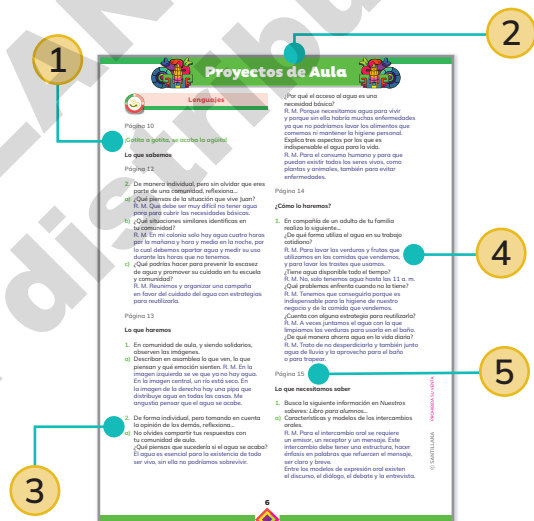 1
2
3
4
5
Proyectos de Aula
Lenguajes
Página 10
¡Gotita a gotita, se acaba la agüita!
Lo que sabemos
Página 12
2. De manera individual, pero sin olvidar que eres
parte de una comunidad, reflexiona...
a) ¿Qué piensas de la situación que vive Juan?
R. M. Que debe ser muy difícil no tener agua
para para cubrir las necesidades básicas.
b) ¿Qué situaciones similares identificas en
tu comunidad?
R. M. En mi colonia solo hay agua cuatro horas
por la mañana y hora y media en la noche, por
lo cual debemos aportar agua y medir su uso
durante las horas que no tenemos.
c) ¿Qué podrías hacer para prevenir la escasez
de agua y promover su cuidado en tu escuela
y comunidad?
R. M. Reunirnos y organizar una campaña
en favor del cuidado del agua con estrategias
para reutilizarla.
Página 13
Lo que haremos
1. En comunidad de aula, y siendo solidarios,
observen las imágenes.
a) Describan en asamblea lo que ven, lo que
piensan y qué emoción sienten. R. M. En la
imagen izquierda se ve que ya no hay agua.
En la imagen central, un río está seco. En
la imagen de la derecha hay una pipa que
distribuye agua en todas las casas. Me
angustia pensar que el agua se acabe.
2. De forma individual, pero tomando en cuenta
la opinión de los demás, reflexiona...
a) No olvides compartir tus respuestas con
tu comunidad de aula.
¿Qué piensas que sucedería si el agua se acaba?
El agua es esencial para la existencia de todo
ser vivo, sin ella no podríamos sobrevivir.
¿Por qué el acceso al agua es una
necesidad básica?
R. M. Porque necesitamos agua para vivir
y porque sin ella habría muchas enfermedades
ya que no podríamos lavar los alimentos que
comemos ni mantener la higiene personal.
Explica tres aspectos por los que es
indispensable el agua para la vida.
R. M. Para el consumo humano y para que
puedan existir todos los seres vivos, como
plantas y animales, también para evitar
enfermedades.
Página 14
¿Cómo lo haremos?
1. En compañía de un adulto de tu familia
realiza lo siguiente...
¿De qué forma utiliza el agua en su trabajo
cotidiano?
R. M. Para lavar las verduras y frutas que
utilizamos en las comidas que vendemos,
y para lavar los trastes que usamos.
¿Tiene agua disponible todo el tiempo?
R. M. No, solo tenemos agua hasta las 11 a. m.
¿Qué problemas enfrenta cuando no la tiene?
R. M. Tenemos que conseguirla porque es
indispensable para la higiene de nuestro
negocio y de la comida que vendemos.
¿Cuenta con alguna estrategia para reutilizarla?
R. M. A veces juntamos el agua con la que
limpiamos las verduras para usarla en el baño.
¿De qué manera ahorra agua en la vida diaria?
R. M. Trato de no desperdiciarla y también junto
agua de lluvia y la aprovecho para el baño
o para trapear.
Página 15
Lo que necesitamos saber
1. Busca la siguiente información en Nuestros
saberes: Libro para alumnos...
a) Características y modelos de los intercambios
orales.
R. M. Para el intercambio oral se requiere
un emisor, un receptor y un mensaje. Este
intercambio debe tener una estructura, hacer
énfasis en palabras que refuercen el mensaje,
ser claro y breve.
Entre los modelos de expresión oral existen
el discurso, el diálogo, el debate y la entrevista.
© SANTILLANA PROHIBIDA SU VENTA
6